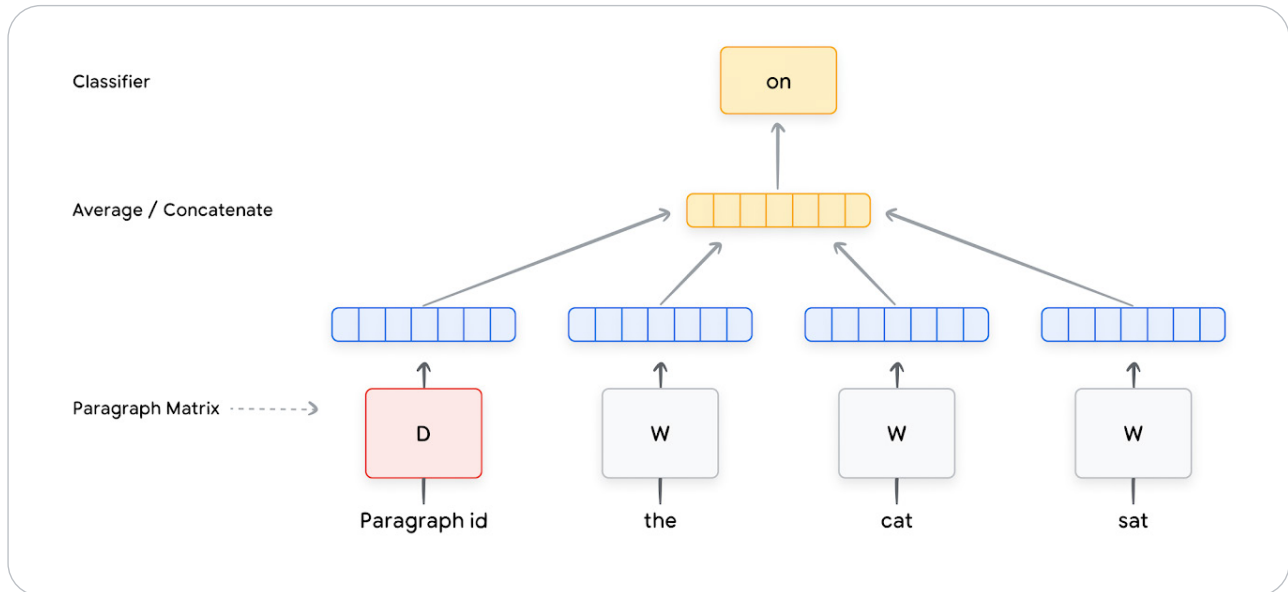 Classifier
on
Average / Concatenate
Paragraph Matrix
D
W
W
W
Paragraph id
the
cat
sat